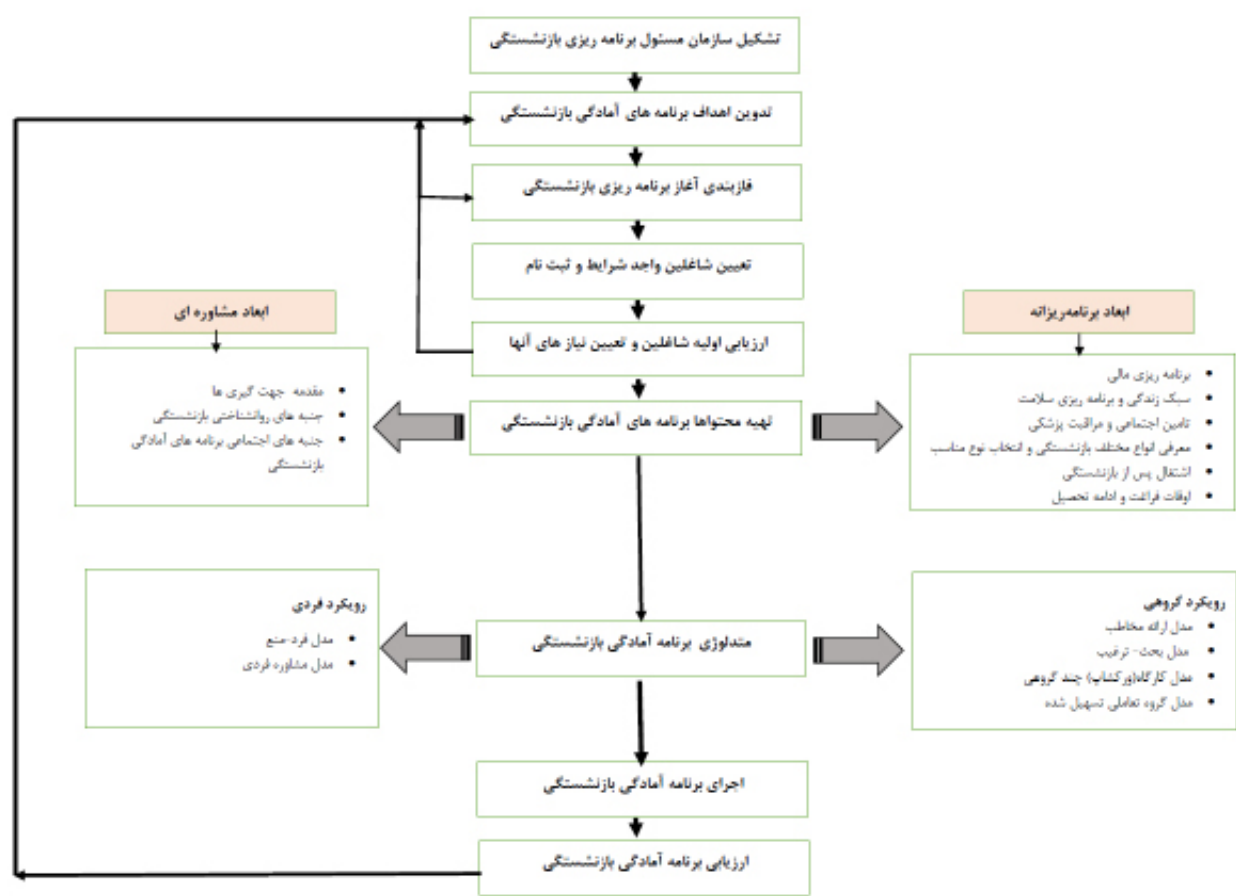 تشکیل سازمان مسئول برنامه ریزی بازنشستگی
تدوین اهداف برنامه های آمادگی بازنشستگی
فازبندی آغاز برنامه ریزی بازنشستگی
تعیین شاغلین واجد شرایط و ثبت نام
ارزیابی اولیه شاغلین و تعیین نیاز های آنها
تهیه محتواها برنامه های آمادگی بازنشستگی
ابعاد برنامه‌ریزانه
برنامه ریزی مالی
سبک زندگی و برنامه ریزی سلامت
تامین اجتماعی و مراقبت پزشکی
معرفی انواع مختلف بازنشستگی و انتخاب نوع مناسب
اشتغال پس از بازنشستگی
اوقات فراغت و ادامه تحصیل
ابعاد مشاوره ای
مقدمه جهت گیری ها
جنبه های روانشناختی بازنشستگی
جنبه های اجتماعی برنامه های آمادگی
بازنشستگی
متدلوژی برنامه آمادگی بازنشستگی
رویکرد گروهی
مدل ارائه مخاطب
مدل بحث- ترغیب
مدل کارگاه(ورکشاپ) چند گروهی
مدل گروه تعاملی تسهیل شده
رویکرد فردی
مدل فرد-منبع
مدل مشاوره فردی
اجرای برنامه آمادگی بازنشستگی
ارزیابی برنامه آمادگی بازنشستگی